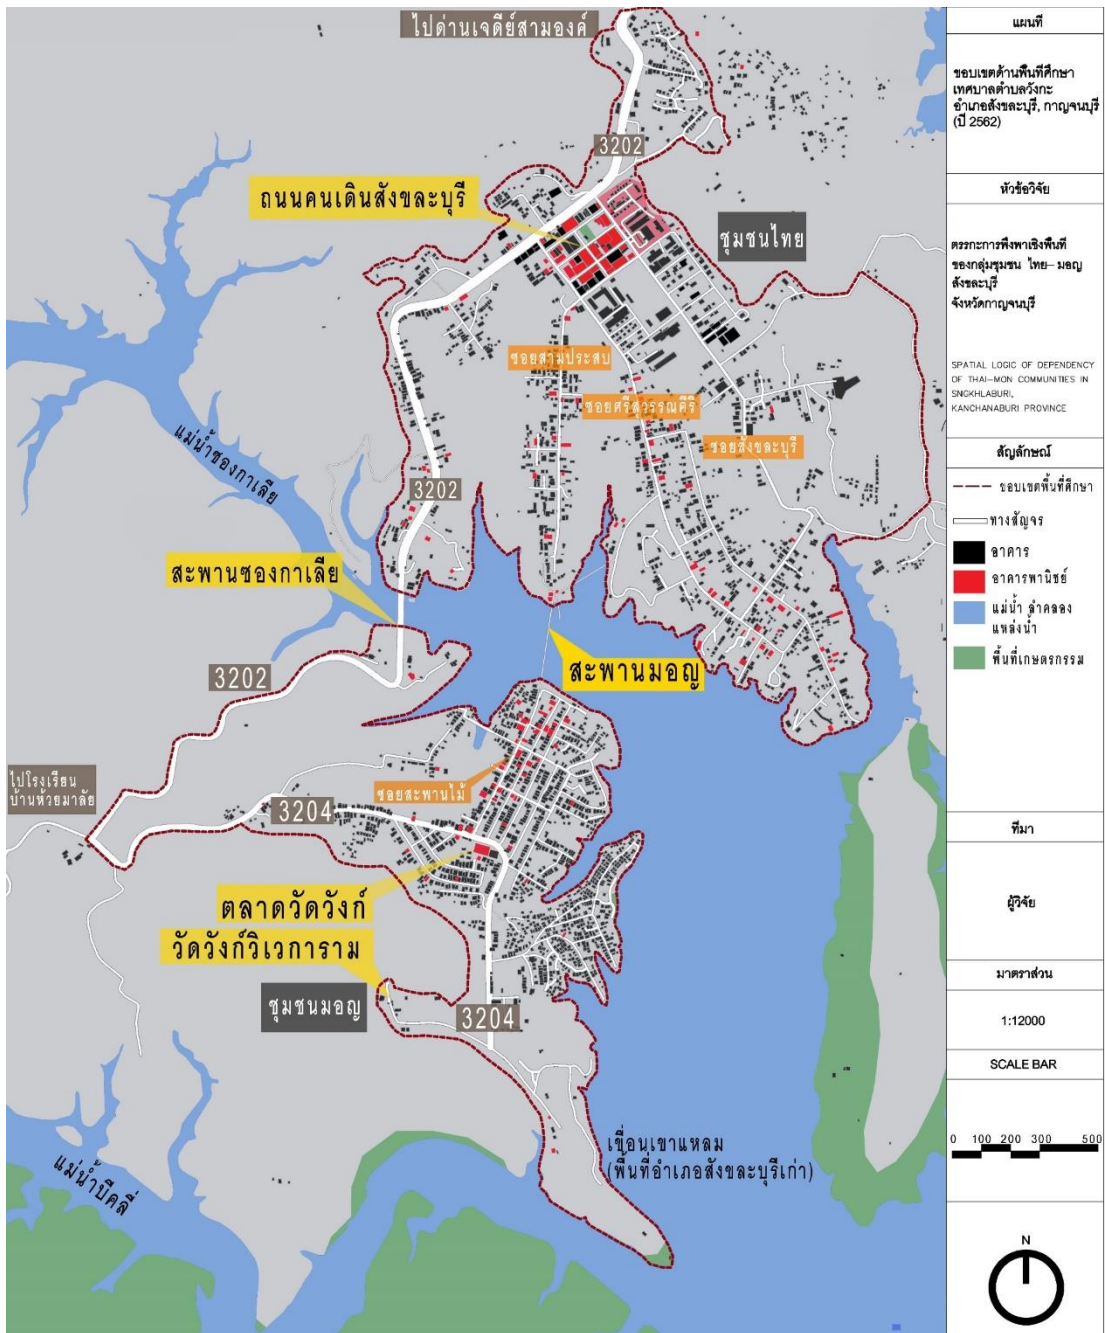 ไปด่านเจดีย์สามองค์
3202
ถนนคนเดินสังขละบุรี
ชุมชนไทย
ซอยสามประสบ
ซอยศรีสุวรรณคีรี
ซอยสังขละบุรี
แม่น้ำซองกาเลีย
3202
สะพานซองกาเลีย
3202
สะพานมอญ
ไปโรงเรียน
บ้านห้วยมาลัย
ซอยสะพานไม้
3204
ตลาดวัดวังก์
วัดวังก์วิเวการาม
ชุมชนมอญ
3204
เขื่อนเขาแหลม
(พื้นที่อำเภอสังขละบุรีเก่า)
แม่น้ำบีคลี่
แผนที่
ขอบเขตด้านพื้นที่ศึกษา
เทศบาลตำบลวังกะ
อำเภอสังขละบุรี, กาญจนบุรี
(ปี 2562)
หัวข้อวิจัย
ตรรกะการพึ่งพาเชิงพื้นที่
ของกลุ่มชุมชน ไทย- มอญ
สังขละบุรี
จังหวัดกาญจนบุรี
SPATIAL LOGIC OF DEPENDENCY
OF THAI-MON COMMUNITIES IN
SNGKHLABURI,
KANCHANABURI PROVINCE
สัญลักษณ์
ขอบเขตพื้นที่ศึกษา
ทางสัญจร
อาคาร
อาคารพานิชย์
แม่น้ำ ลำคลอง
แหล่งน้ำ
พื้นที่เกษตรกรรม
ที่มา
ผู้วิจัย
มาตราส่วน
1:12000
SCALE BAR
0 100 200 300 500
N